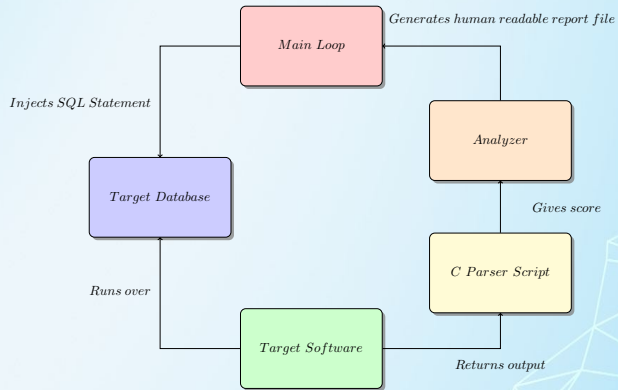 Generates human readable report file
Main Loop
Injects SQL Statement
Analyzer
Target Database
Gives score
C Parser Script
Runs over
Target Software
Returns output